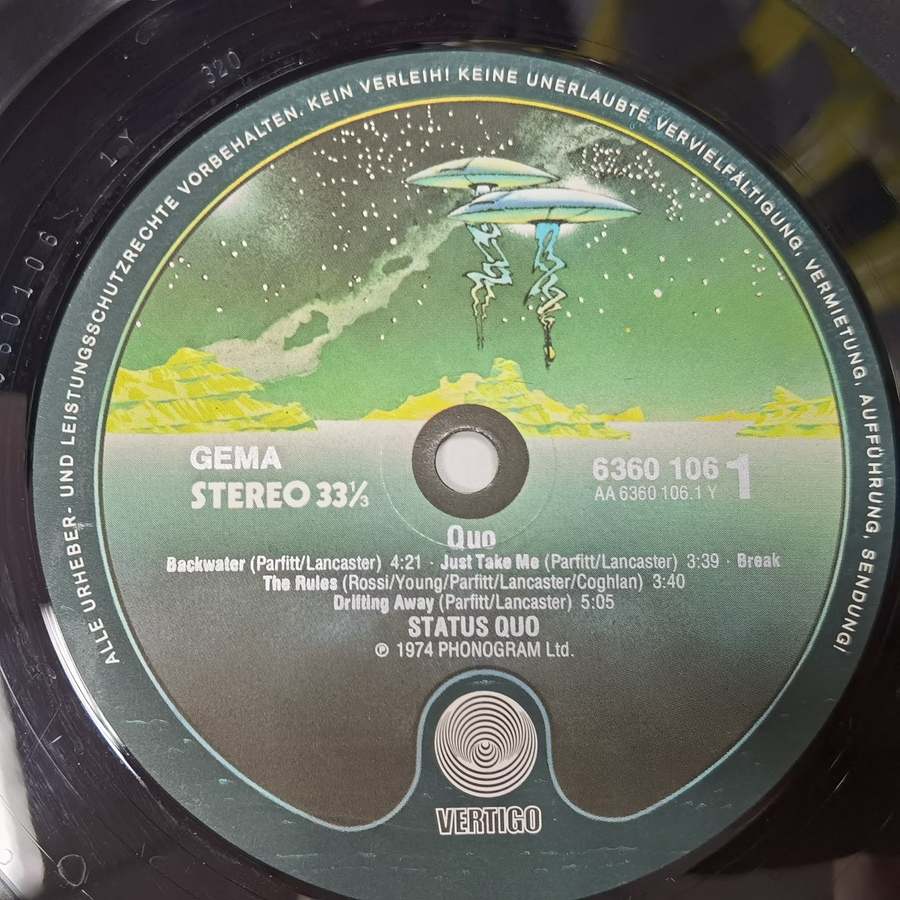 320
1 Y
ALLE URHEBER- UND LEISTUNGSSCHUTZRECHTE VORBEHALTEN. KEIN VERLEIH! KEINE UNERLAUBTE VERVIELFÄLTIGUNG, VERMIETUNG, AUFFÜHRUNG, SENDUNG!
GEMA
STEREO 33⅓
6360 106 1
AA 6360 106.1 Y
Quo
Backwater (Parfitt/Lancaster) 4:21 · Just Take Me (Parfitt/Lancaster) 3:39 · Break
The Rules (Rossi/Young/Parfitt/Lancaster/Coghlan) 3:40
Drifting Away (Parfitt/Lancaster) 5:05
STATUS QUO
℗ 1974 PHONOGRAM Ltd.
VERTIGO